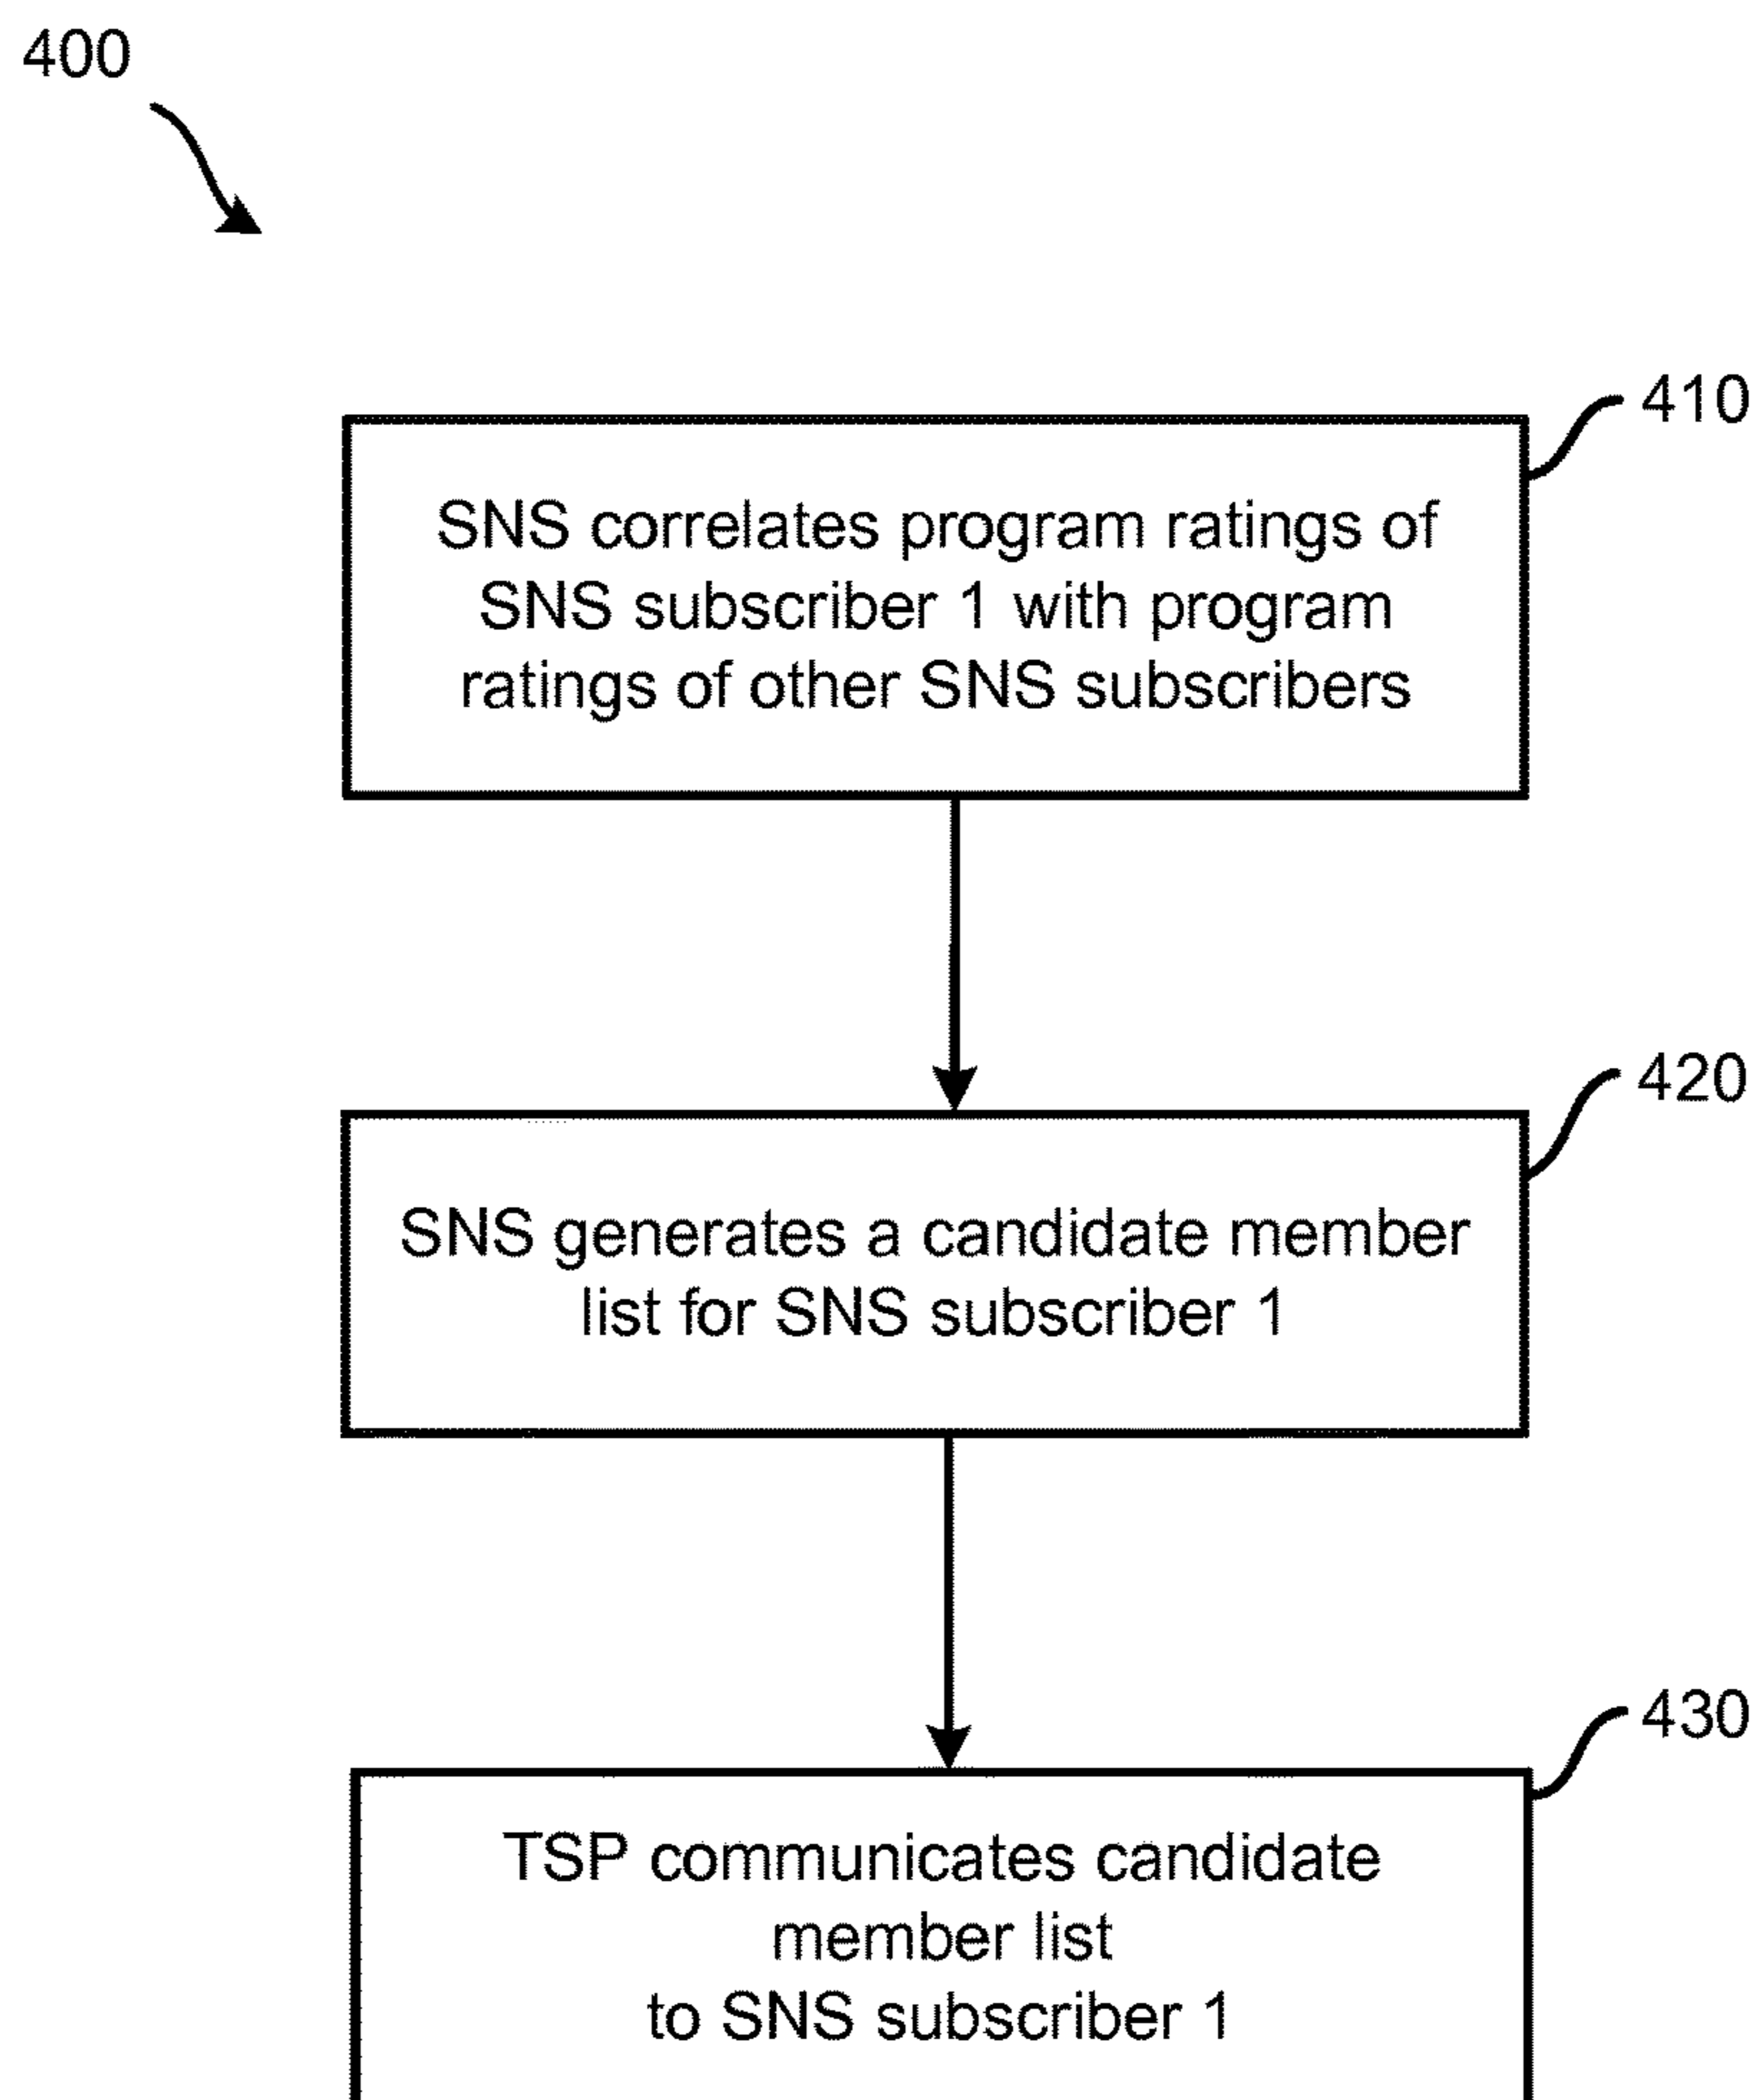 400
410
SNS correlates program ratings of
SNS subscriber 1 with program
ratings of other SNS subscribers
420
SNS generates a candidate member
list for SNS subscriber 1
430
TSP communicates candidate
member list
to SNS subscriber 1